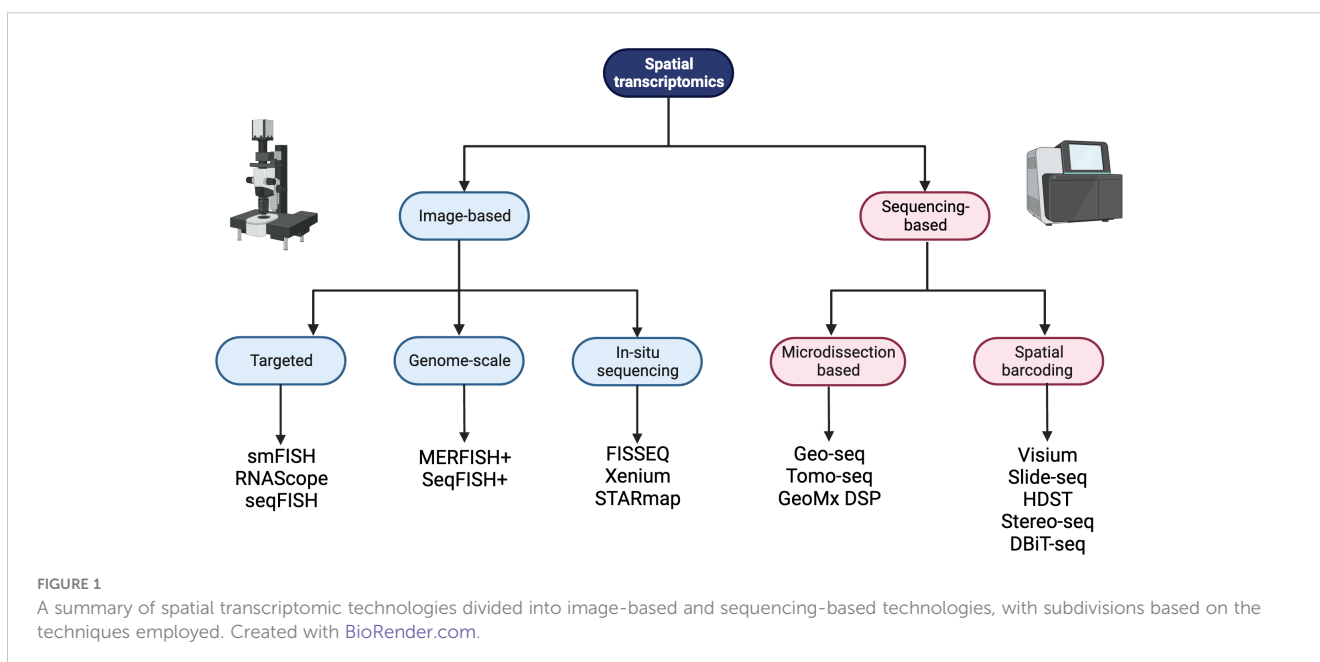 Spatial
transcriptomics
Image-based
Sequencing-
based
Targeted
Genome-scale
In-situ
sequencing
Microdissection
based
Spatial
barcoding
smFISH
RNAScope
seqFISH
MERFISH+
SeqFISH+
FISSEQ
Xenium
STARmap
Geo-seq
Tomo-seq
GeoMx DSP
Visium
Slide-seq
HDST
Stereo-seq
DBiT-seq
FIGURE 1
A summary of spatial transcriptomic technologies divided into image-based and sequencing-based technologies, with subdivisions based on the
techniques employed. Created with BioRender.com.